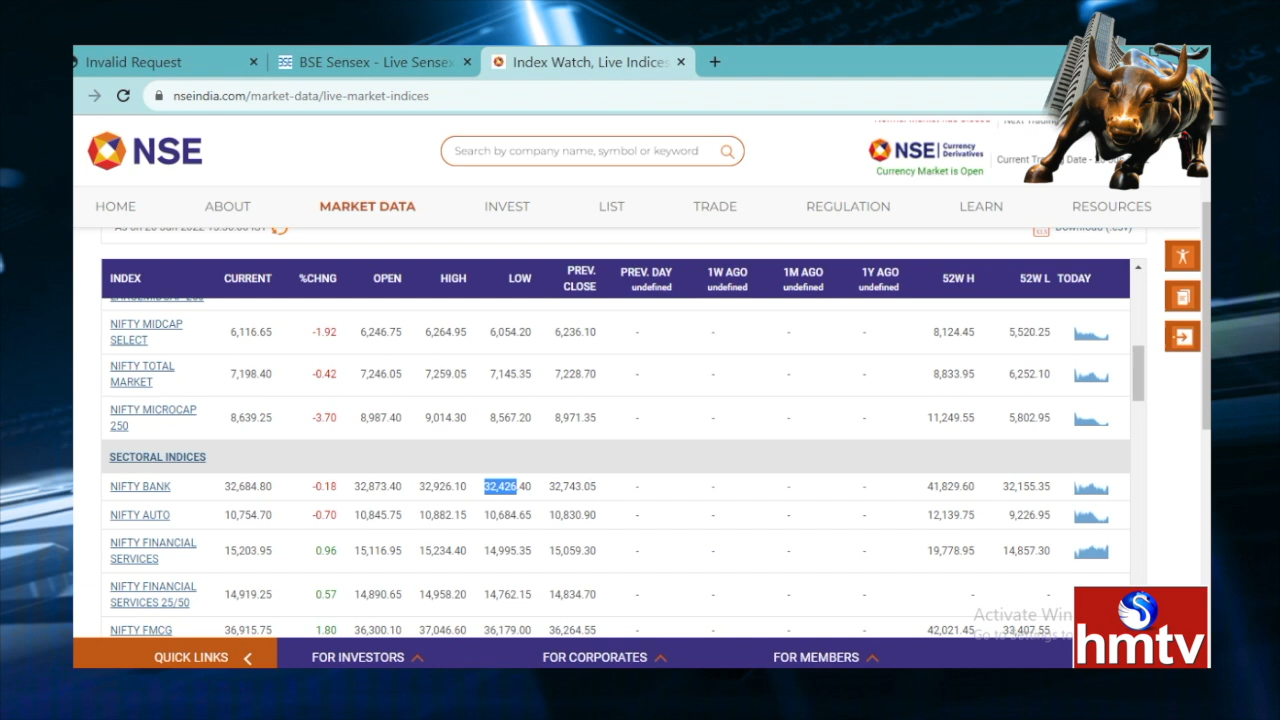 Invalid Request
BSE Sensex - Live Sensex
Index Watch, Live Indices
nseindia.com/market-data/live-market-indices
NSE
Search by company name, symbol or keyword
NSE Currency Derivatives
Currency Market is Open
Current Trading Date -
HOME ABOUT MARKET DATA INVEST LIST TRADE REGULATION LEARN RESOURCES
INDEX CURRENT %CHNG OPEN HIGH LOW PREV. CLOSE PREV. DAY undefined 1W AGO undefined 1M AGO undefined 1Y AGO undefined 52W H 52W L TODAY
NIFTY MIDCAP SELECT 6,116.65 -1.92 6,246.75 6,264.95 6,054.20 6,236.10 - - - - 8,124.45 5,520.25
NIFTY TOTAL MARKET 7,198.40 -0.42 7,246.05 7,259.05 7,145.35 7,228.70 - - - - 8,833.95 6,252.10
NIFTY MICROCAP 250 8,639.25 -3.70 8,987.40 9,014.30 8,567.20 8,971.35 - - - - 11,249.55 5,802.95
SECTORAL INDICES
NIFTY BANK 32,684.80 -0.18 32,873.40 32,926.10 32,426.40 32,743.05 - - - - 41,829.60 32,155.35
NIFTY AUTO 10,754.70 -0.70 10,845.75 10,882.15 10,684.65 10,830.90 - - - - 12,139.75 9,226.95
NIFTY FINANCIAL SERVICES 15,203.95 0.96 15,116.95 15,234.40 14,995.35 15,059.30 - - - - 19,778.95 14,857.30
NIFTY FINANCIAL SERVICES 25/50 14,919.25 0.57 14,890.65 14,958.20 14,762.15 14,834.70 - - - - - -
NIFTY FMCG 36,915.75 1.80 36,300.10 37,046.60 36,179.00 36,264.55 - - - - 42,021.45 33,407.55
Activate Win
Go to Settings to
QUICK LINKS FOR INVESTORS FOR CORPORATES FOR MEMBERS
hmtv